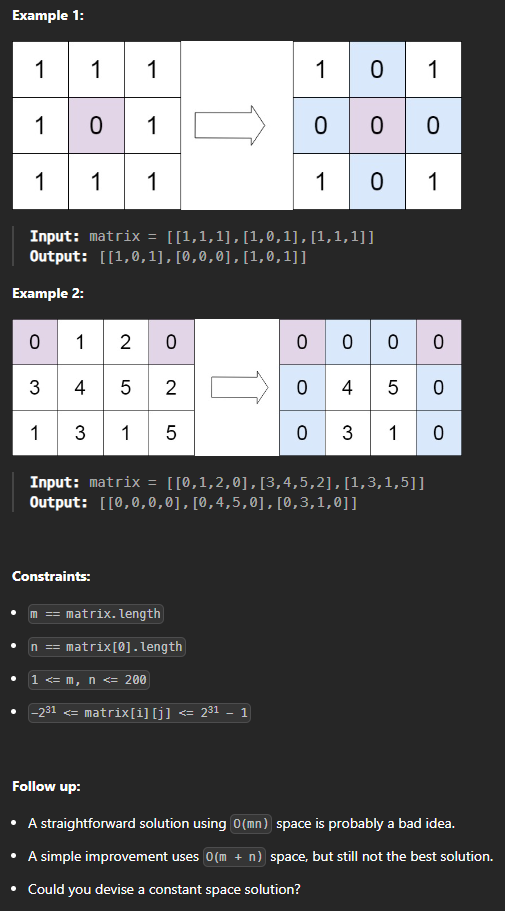 Example 1:
1 1 1 1 0 1
1 0 1 0 0 0
1 1 1 1 0 1
Input: matrix = [[1,1,1],[1,0,1],[1,1,1]]
Output: [[1,0,1],[0,0,0],[1,0,1]]
Example 2:
0 1 2 0 0 0 0 0
3 4 5 2 0 4 5 0
1 3 1 5 0 3 1 0
Input: matrix = [[0,1,2,0],[3,4,5,2],[1,3,1,5]]
Output: [[0,0,0,0],[0,4,5,0],[0,3,1,0]]
Constraints:
• m == matrix.length
• n == matrix[0].length
• 1 <= m, n <= 200
• −2³¹ <= matrix[i][j] <= 2³¹ − 1
Follow up:
• A straightforward solution using O(mn) space is probably a bad idea.
• A simple improvement uses O(m + n) space, but still not the best solution.
• Could you devise a constant space solution?